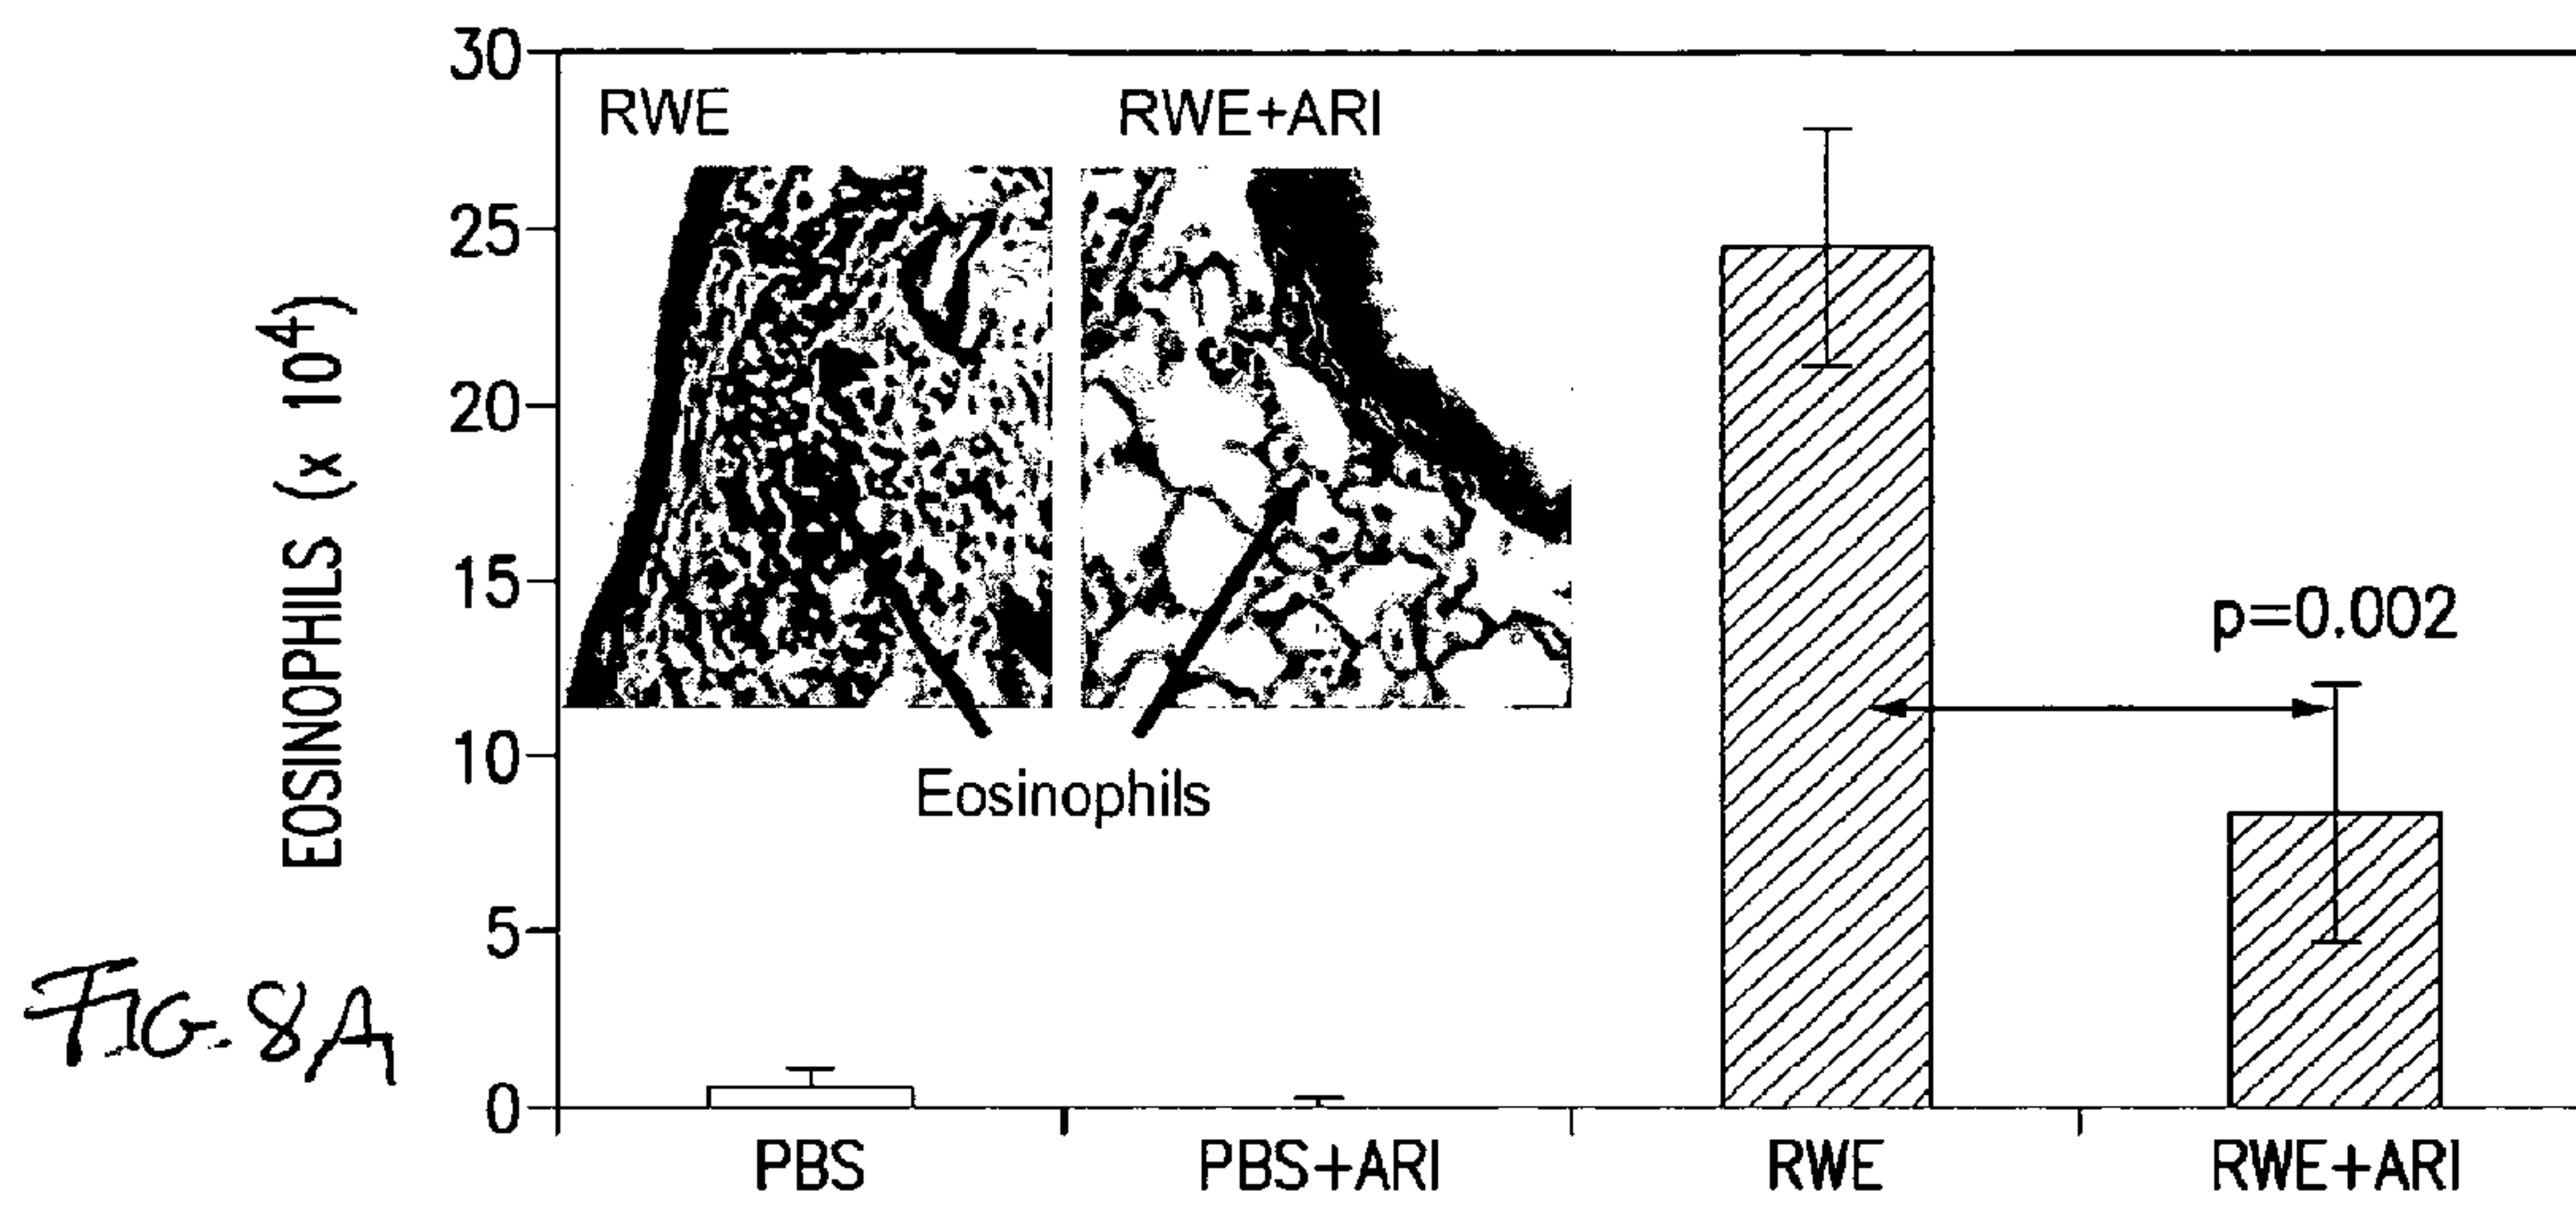 30
RWE
RWE+ARI
25
20
15
p=0.002
10
Eosinophils
5
0
EOSINOPHILS (x 10⁴)
FIG. 8A
PBS
PBS+ARI
RWE
RWE+ARI